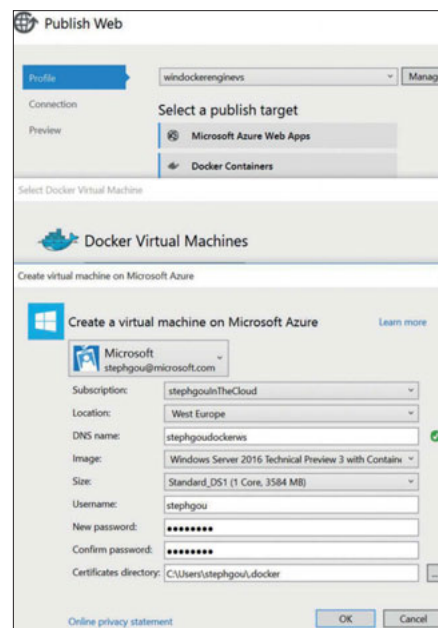 Publish Web
Profile
windockerenginevs
Manag
Connection
Select a publish target
Preview
Microsoft Azure Web Apps
Docker Containers
Select Docker Virtual Machine
Docker Virtual Machines
Create virtual machine on Microsoft Azure
Create a virtual machine on Microsoft Azure
Learn more
Microsoft
stephgou@microsoft.com
Subscription: stephgouInTheCloud
Location: West Europe
DNS name: stephgoudockerws
Image: Windows Server 2016 Technical Preview 3 with Contain
Size: Standard_DS1 (1 Core, 3584 MB)
Username: stephgou
New password: ●●●●●●●●
Confirm password: ●●●●●●●●
Certificates directory: C:\Users\stephgou\.docker
...
Online privacy statement
OK
Cancel